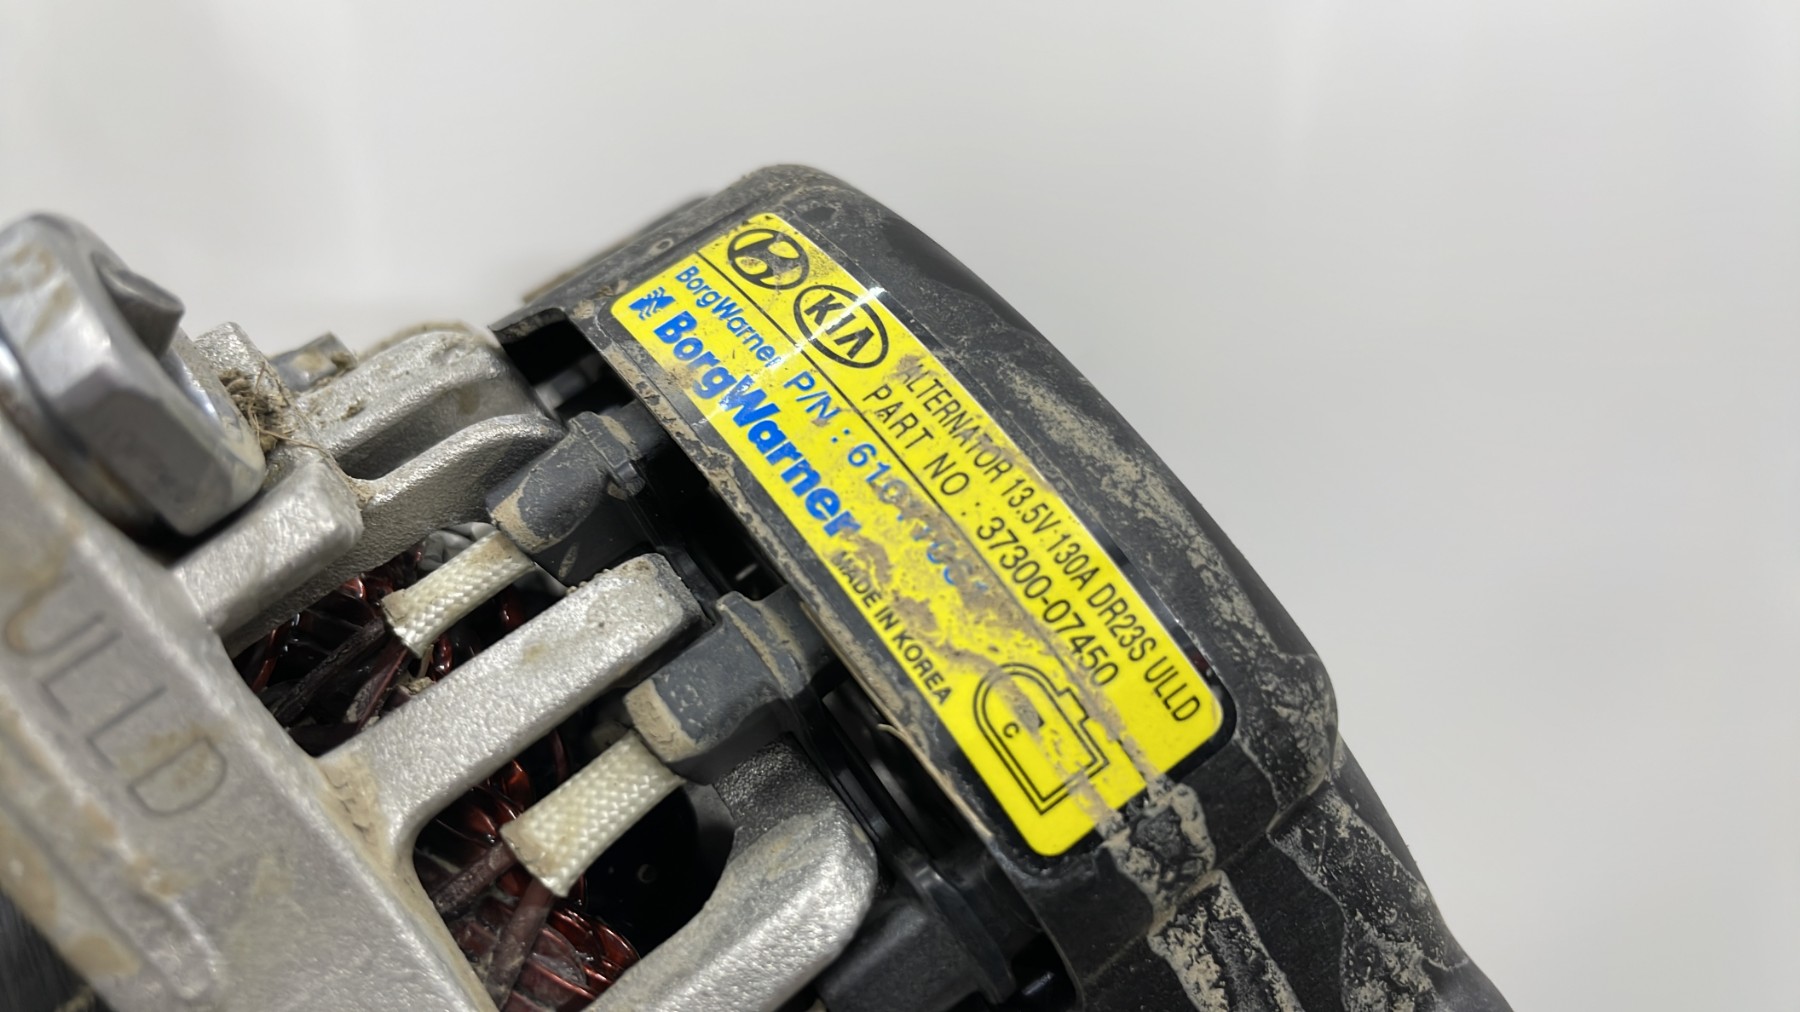 KIA
ALTERNATOR 13.5V 130A DR23S ULLD
PART NO : 37300-07450
BorgWarner P/N :
BorgWarner
MADE IN KOREA
C
ULLD